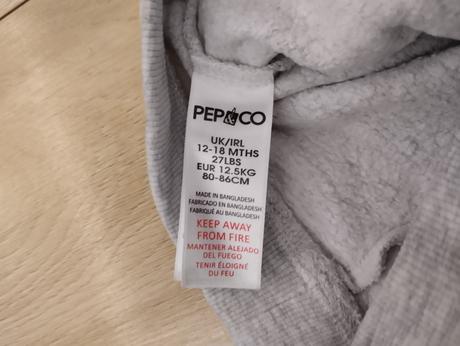 PEP&CO
UK/IRL
12-18 MTHS
27LBS
EUR 12.5KG
80-86CM
MADE IN BANGLADESH
FABRICADO EN BANGLADESH
FABRIQUÉ AU BANGLADESH
KEEP AWAY
FROM FIRE
MANTENER ALEJADO
DEL FUEGO
TENIR ÉLOIGNÉ
DU FEU